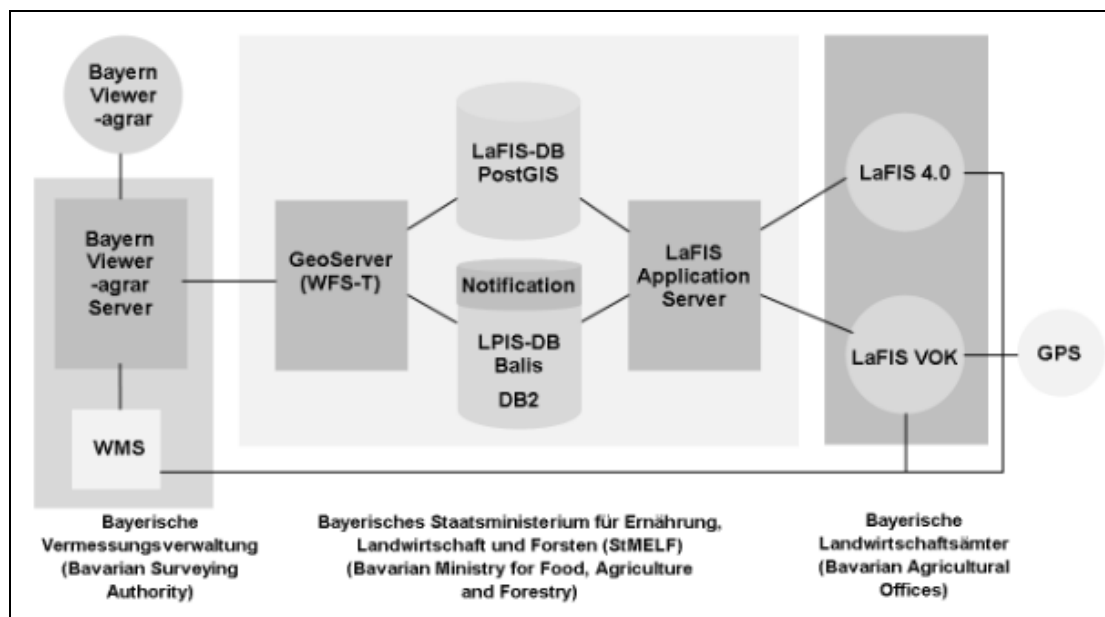 Bayern
Viewer
-agrar
Bayern
Viewer
-agrar
Server
WMS
GeoServer
(WFS-T)
LaFIS-DB
PostGIS
Notification
LPIS-DB
Balis
DB2
LaFIS
Application
Server
LaFIS 4.0
LaFIS VOK
GPS
Bayerische
Vermessungsverwaltung
(Bavarian Surveying
Authority)
Bayerisches Staatsministerium für Ernährung,
Landwirtschaft und Forsten (StMELF)
(Bavarian Ministry for Food, Agriculture
and Forestry)
Bayerische
Landwirtschaftsämter
(Bavarian Agricultural
Offices)